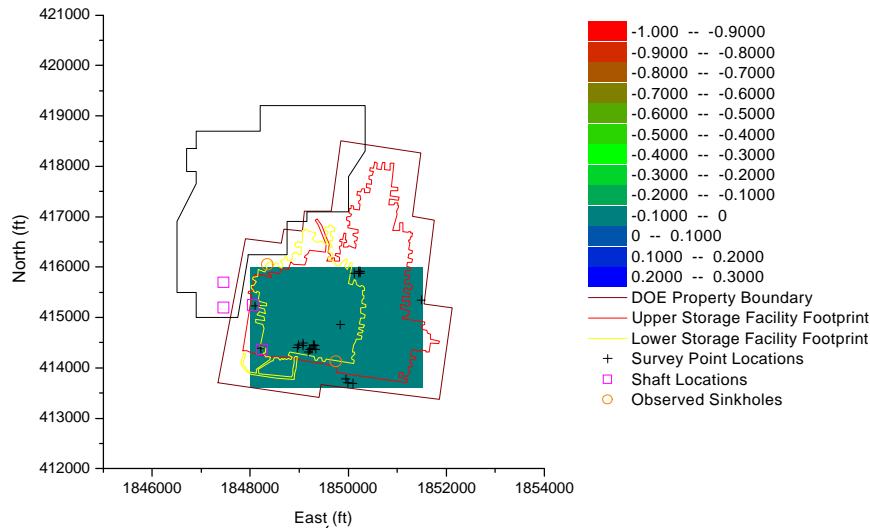 421000
420000
419000
418000
417000
416000
415000
414000
413000
412000
North (ft)
1846000 1848000 1850000 1852000 1854000
East (ft)
-1.000 -- -0.9000
-0.9000 -- -0.8000
-0.8000 -- -0.7000
-0.7000 -- -0.6000
-0.6000 -- -0.5000
-0.5000 -- -0.4000
-0.4000 -- -0.3000
-0.3000 -- -0.2000
-0.2000 -- -0.1000
-0.1000 -- 0
0 -- 0.1000
0.1000 -- 0.2000
0.2000 -- 0.3000
DOE Property Boundary
Upper Storage Facility Footprint
Lower Storage Facility Footprint
Survey Point Locations
Shaft Locations
Observed Sinkholes